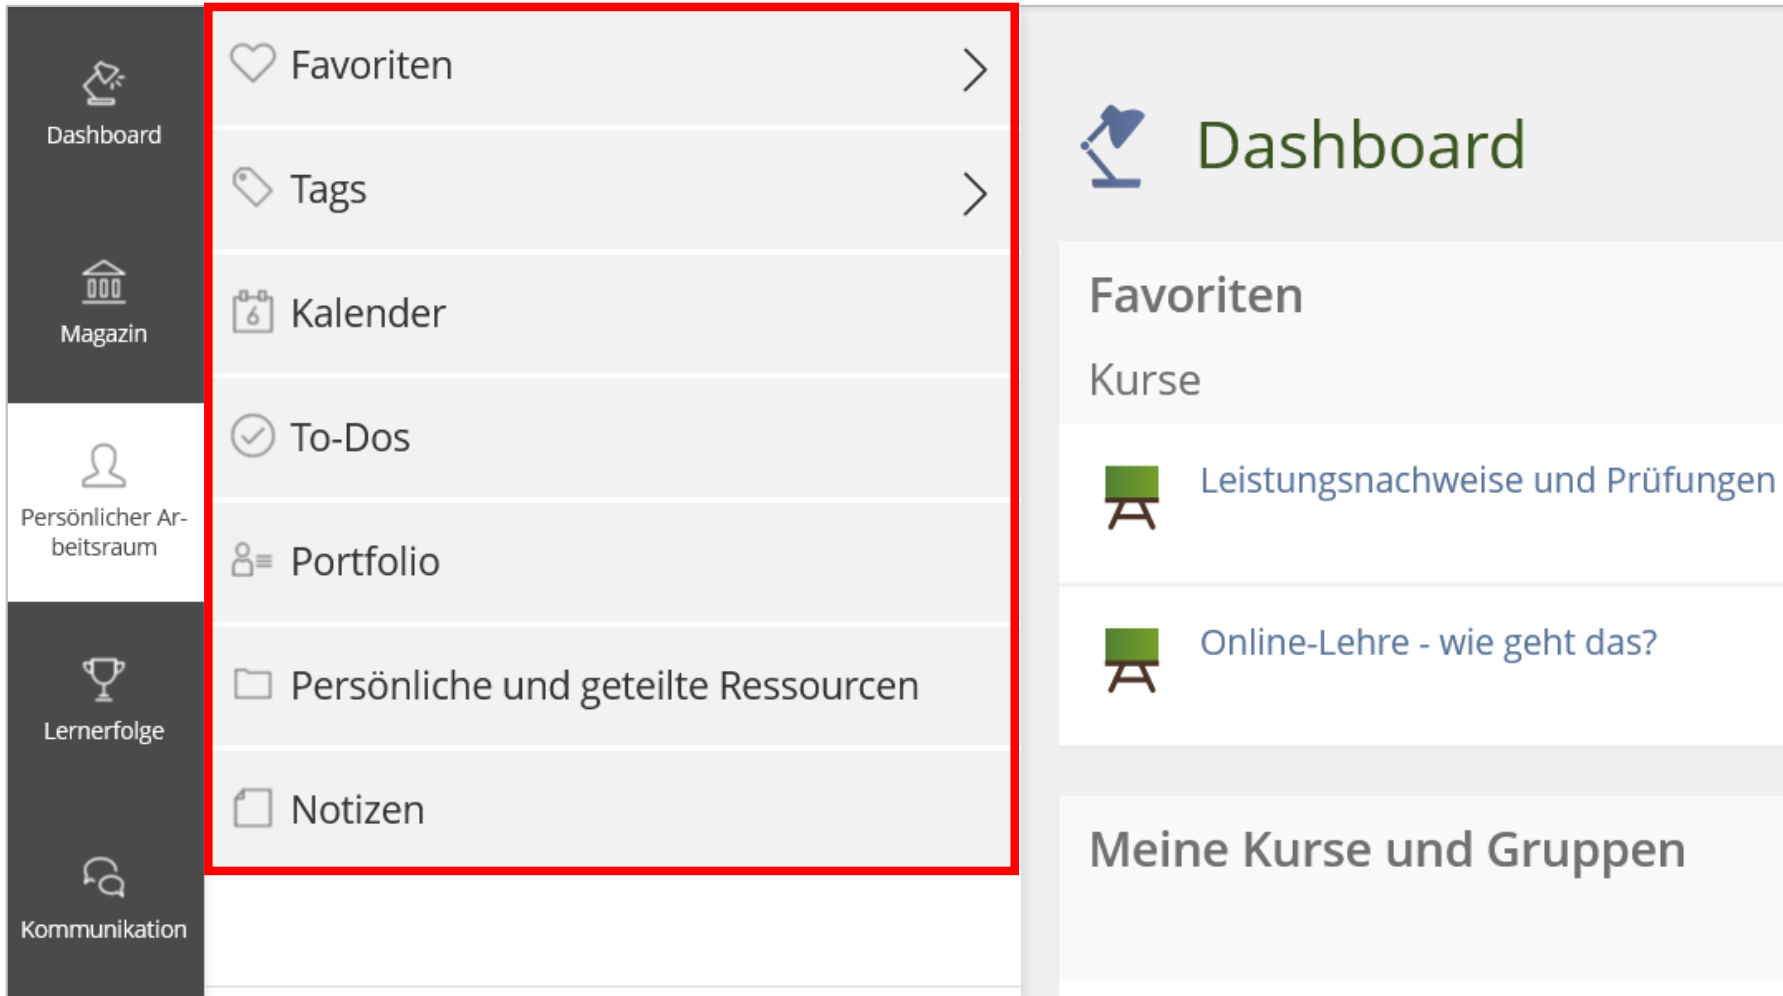 Dashboard
Magazin
Persönlicher Ar-
beitsraum
Lernerfolge
Kommunikation
Favoriten
Tags
6
Kalender
To-Dos
Portfolio
Persönliche und geteilte Ressourcen
Notizen
Dashboard
Favoriten
Kurse
Leistungsnachweise und Prüfungen
Online-Lehre - wie geht das?
Meine Kurse und Gruppen